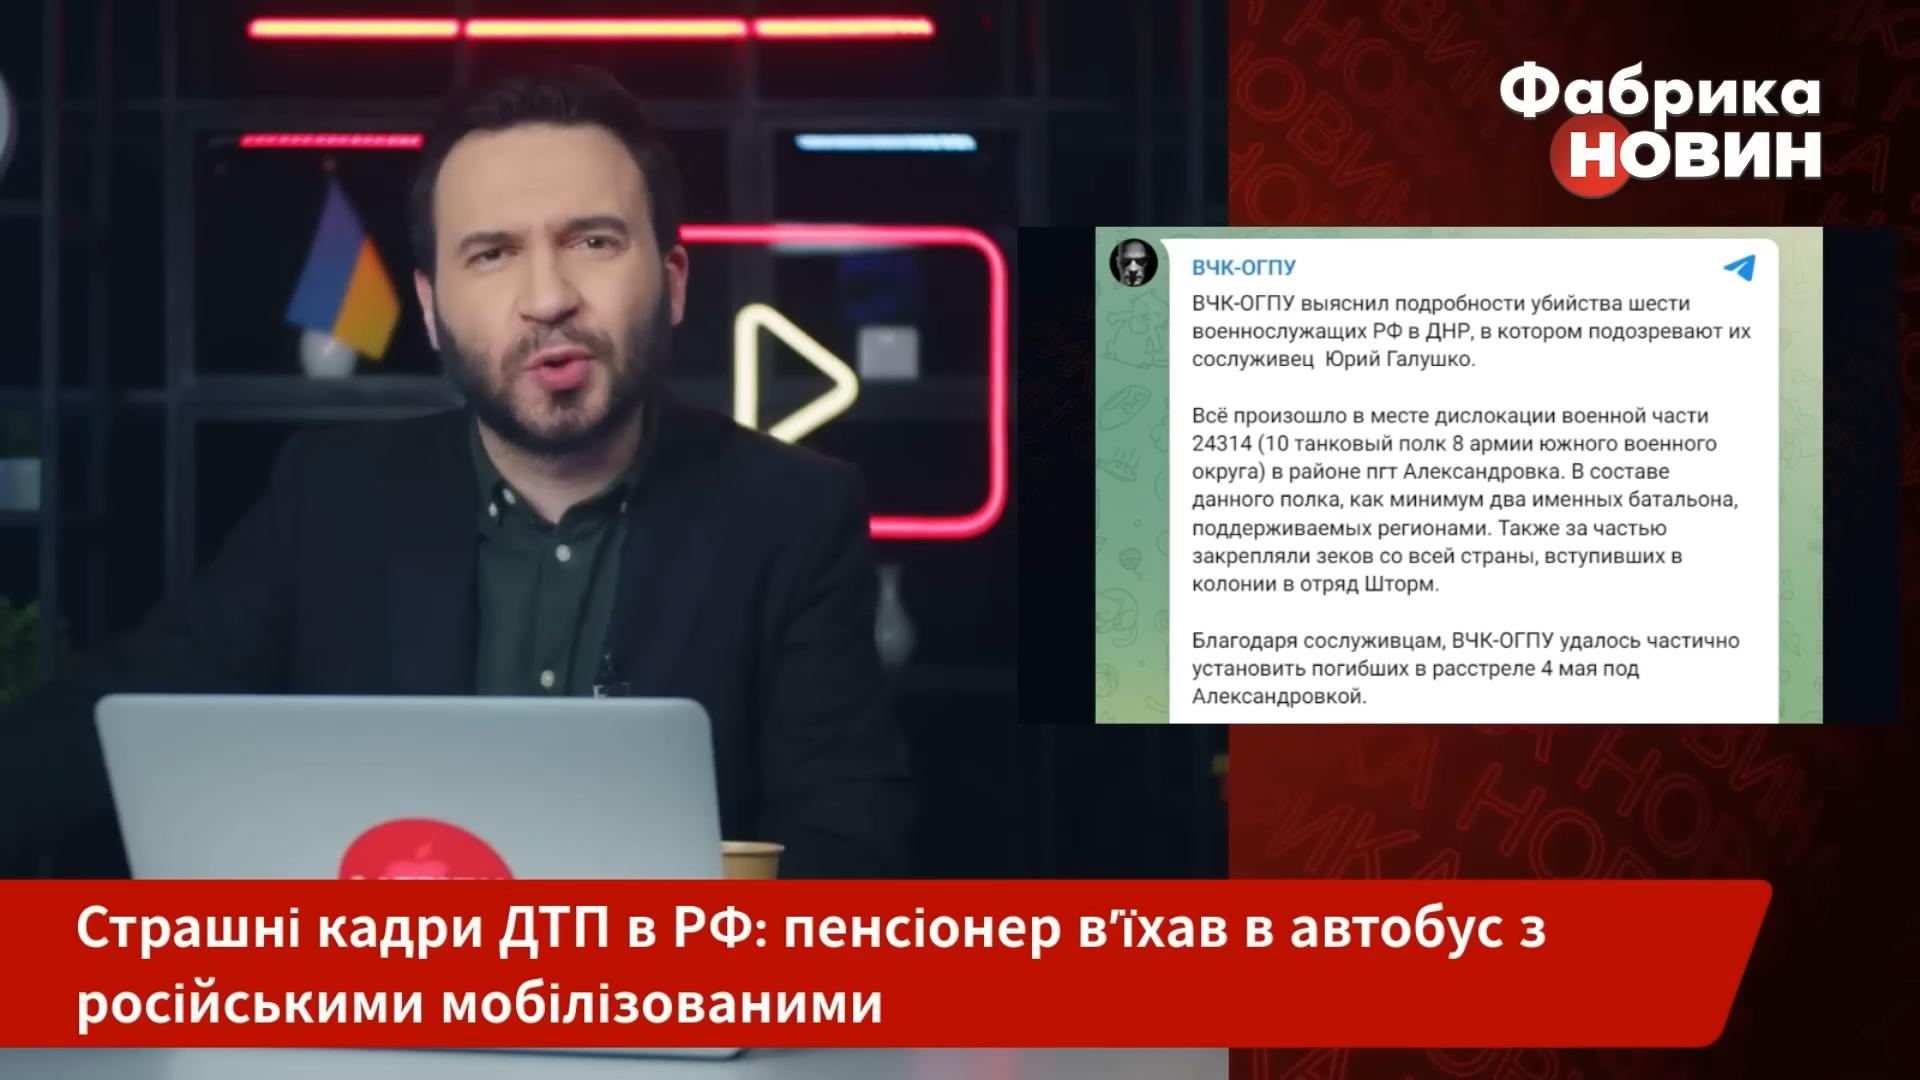 Фабрика
новин
ВЧК-ОГПУ
ВЧК-ОГПУ выяснил подробности убийства шести
военнослужащих РФ в ДНР, в котором подозревают их
сослуживец  Юрий Галушко.
Всё произошло в месте дислокации военной части
24314 (10 танковый полк 8 армии южного военного
округа) в районе пгт Александровка. В составе
данного полка, как минимум два именных батальона,
поддерживаемых регионами. Также за частью
закрепляли зеков со всей страны, вступивших в
колонии в отряд Шторм.
Благодаря сослуживцам, ВЧК-ОГПУ удалось частично
установить погибших в расстреле 4 мая под
Александровкой.
Страшні кадри ДТП в РФ: пенсіонер в'їхав в автобус з
російськими мобілізованими